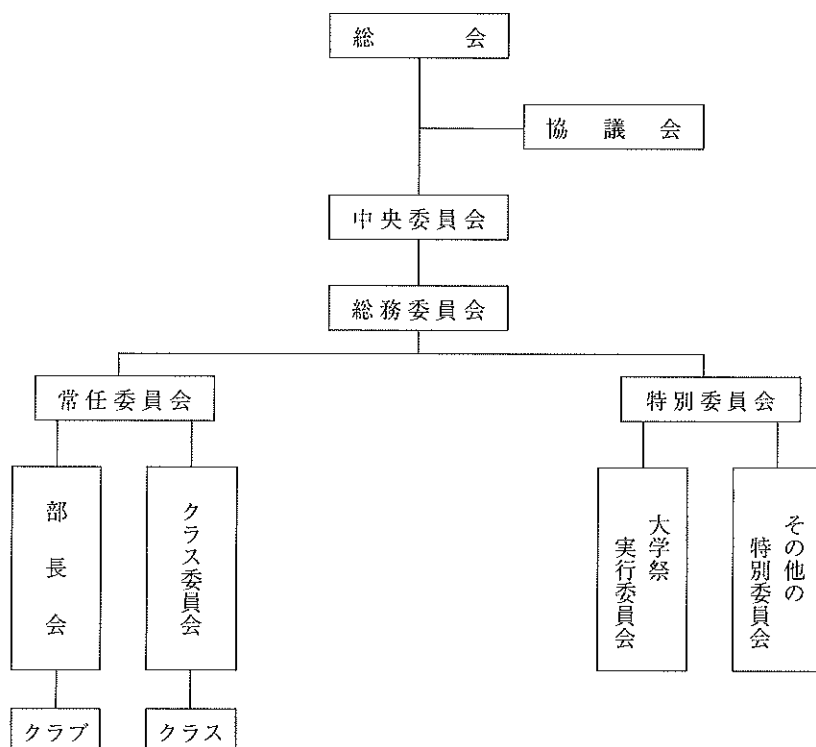 総会
協議会
中央委員会
総務委員会
常任委員会
特別委員会
部長会
クラス委員会
大学祭
実行委員会
その他の
特別委員会
クラブ
クラス